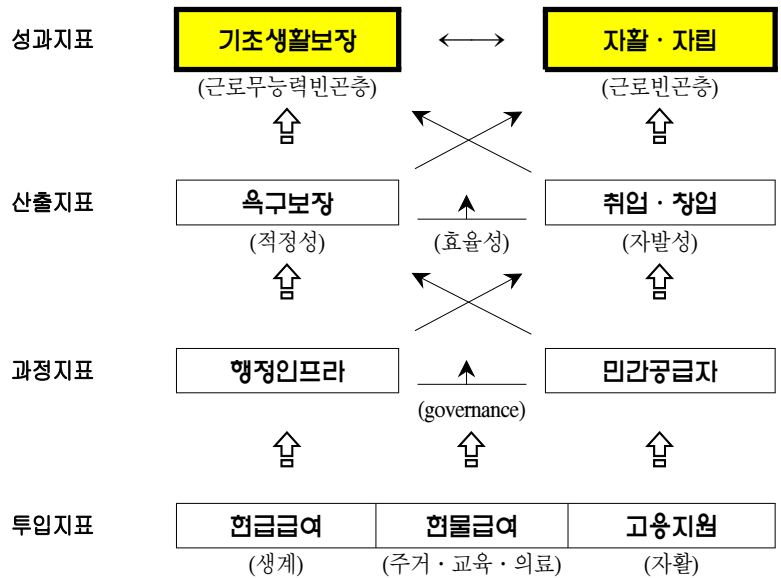 성과지표 기초생활보장 자활·자립
(근로무능력빈곤층) (근로빈곤층)
산출지표 욕구보장 취업·창업
(적정성) (효율성) (자발성)
과정지표 행정인프라 민간공급자
(governance)
투입지표 현금급여 현물급여 고용지원
(생계) (주거·교육·의료) (자활)